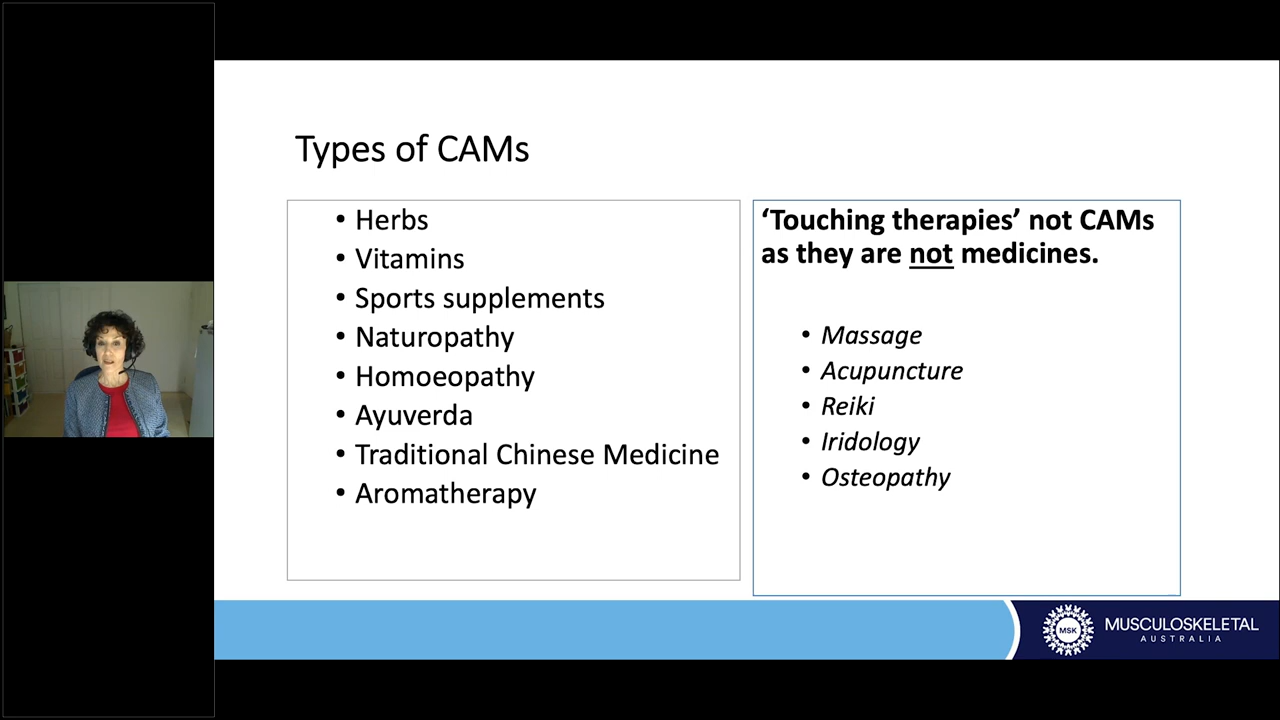 Types of CAMs
• Herbs
• Vitamins
• Sports supplements
• Naturopathy
• Homoeopathy
• Ayuverda
• Traditional Chinese Medicine
• Aromatherapy
‘Touching therapies’ not CAMs
as they are not medicines.
• Massage
• Acupuncture
• Reiki
• Iridology
• Osteopathy
MSK
MUSCULOSKELETAL
AUSTRALIA